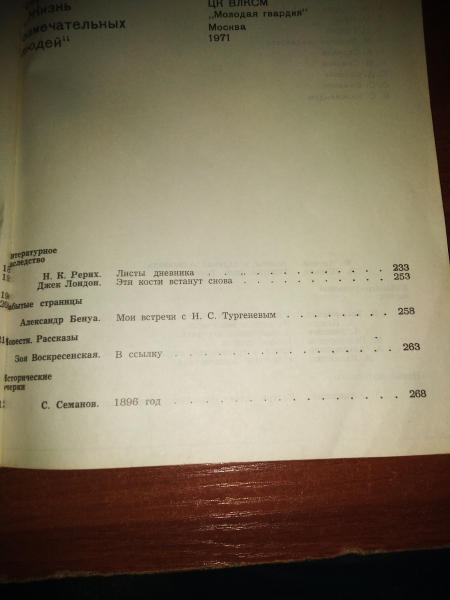 Жизнь
замечательных
людей"
ЦК ВЛКСМ
„Молодая гвардия"
Москва
1971
Литературное
наследство
Н. К. Рерих. Листы дневника . . . . . . . . . . . . 233
Джек Лондон. Эти кости встанут снова . . . . . . . . . . . . 253
Забытые страницы
Александр Бенуа. Мои встречи с И. С. Тургеневым . . . . . . . . 258
Повести. Рассказы
Зоя Воскресенская. В ссылку . . . . . . . . . . . . . . . 263
Исторические
очерки
С. Семанов. 1896 год . . . . . . . . . . . . . . . 268